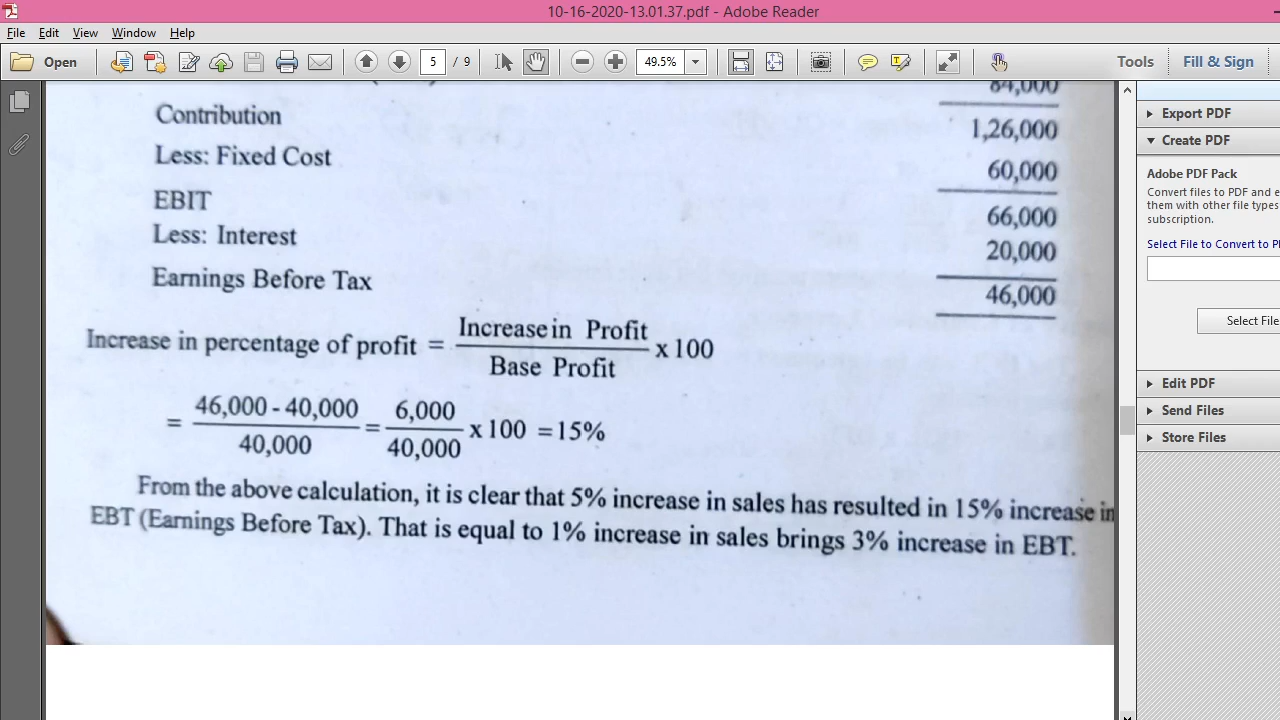 10-16-2020-13.01.37.pdf - Adobe Reader
File Edit View Window Help
Open 5 / 9 49.5% Tools Fill & Sign
84,000
Contribution 1,26,000
Less: Fixed Cost 60,000
EBIT 66,000
Less: Interest 20,000
Earnings Before Tax 46,000
Increase in percentage of profit = Increase in Profit / Base Profit x 100
= 46,000 - 40,000 / 40,000 = 6,000 / 40,000 x 100 = 15%
From the above calculation, it is clear that 5% increase in sales has resulted in 15% increase in
EBT (Earnings Before Tax). That is equal to 1% increase in sales brings 3% increase in EBT.
Export PDF
Create PDF
Adobe PDF Pack
Convert files to PDF and
them with other file types
subscription.
Select File to Convert to
Select File
Edit PDF
Send Files
Store Files